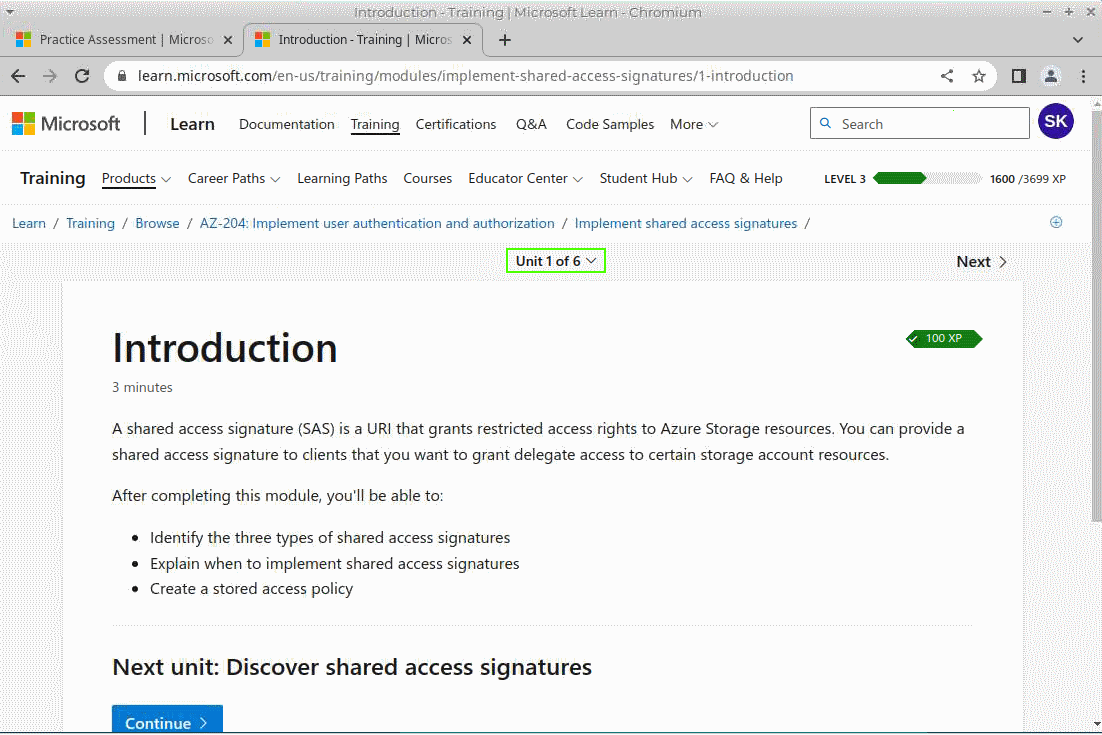 Introduction - Training | Microsoft Learn - Chromium
Practice Assessment | Microso
Introduction - Training | Micros
learn.microsoft.com/en-us/training/modules/implement-shared-access-signatures/1-introduction
Microsoft Learn Documentation Training Certifications Q&A Code Samples More Search SK
Training Products Career Paths Learning Paths Courses Educator Center Student Hub FAQ & Help LEVEL 3 1600 /3699 XP
Learn / Training / Browse / AZ-204: Implement user authentication and authorization / Implement shared access signatures /
Unit 1 of 6 Next
Introduction
100 XP
3 minutes
A shared access signature (SAS) is a URI that grants restricted access rights to Azure Storage resources. You can provide a
shared access signature to clients that you want to grant delegate access to certain storage account resources.
After completing this module, you'll be able to:
• Identify the three types of shared access signatures
• Explain when to implement shared access signatures
• Create a stored access policy
Next unit: Discover shared access signatures
Continue